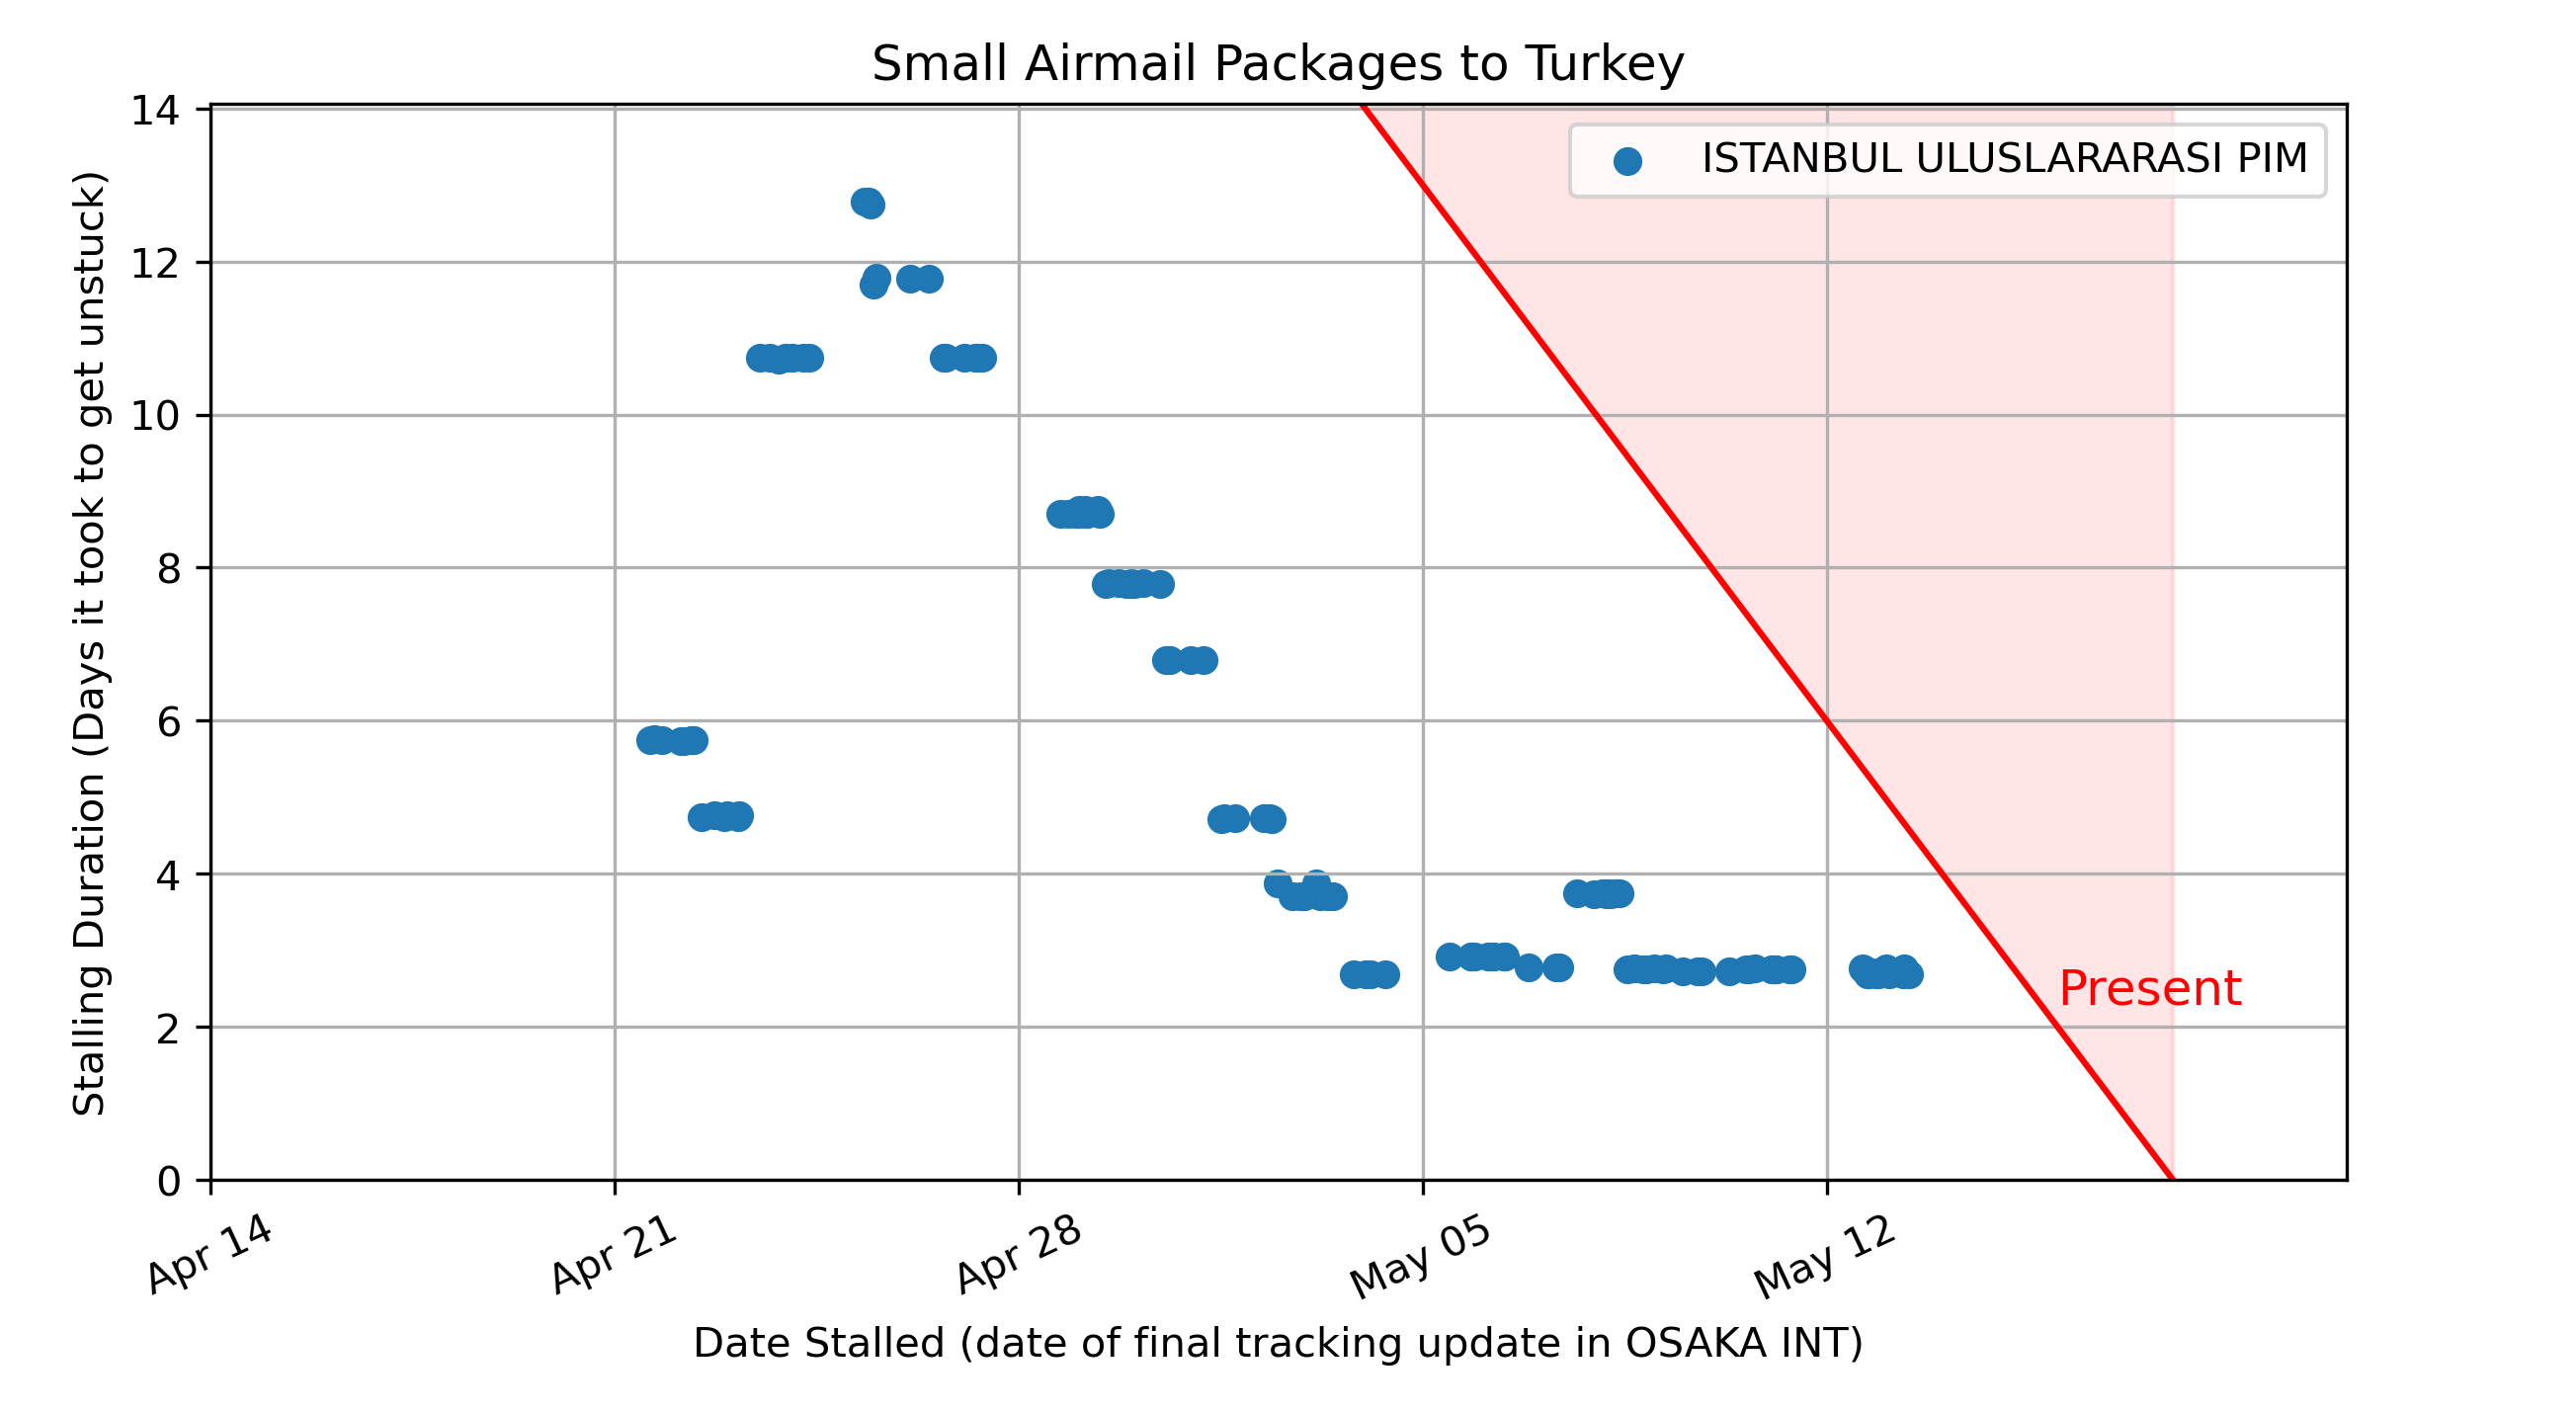 Small Airmail Packages to Turkey
ISTANBUL ULUSLARARASI PIM
Stalling Duration (Days it took to get unstuck)
14
12
10
8
6
4
2
0
Present
Apr 14
Apr 21
Apr 28
May 05
May 12
Date Stalled (date of final tracking update in OSAKA INT)